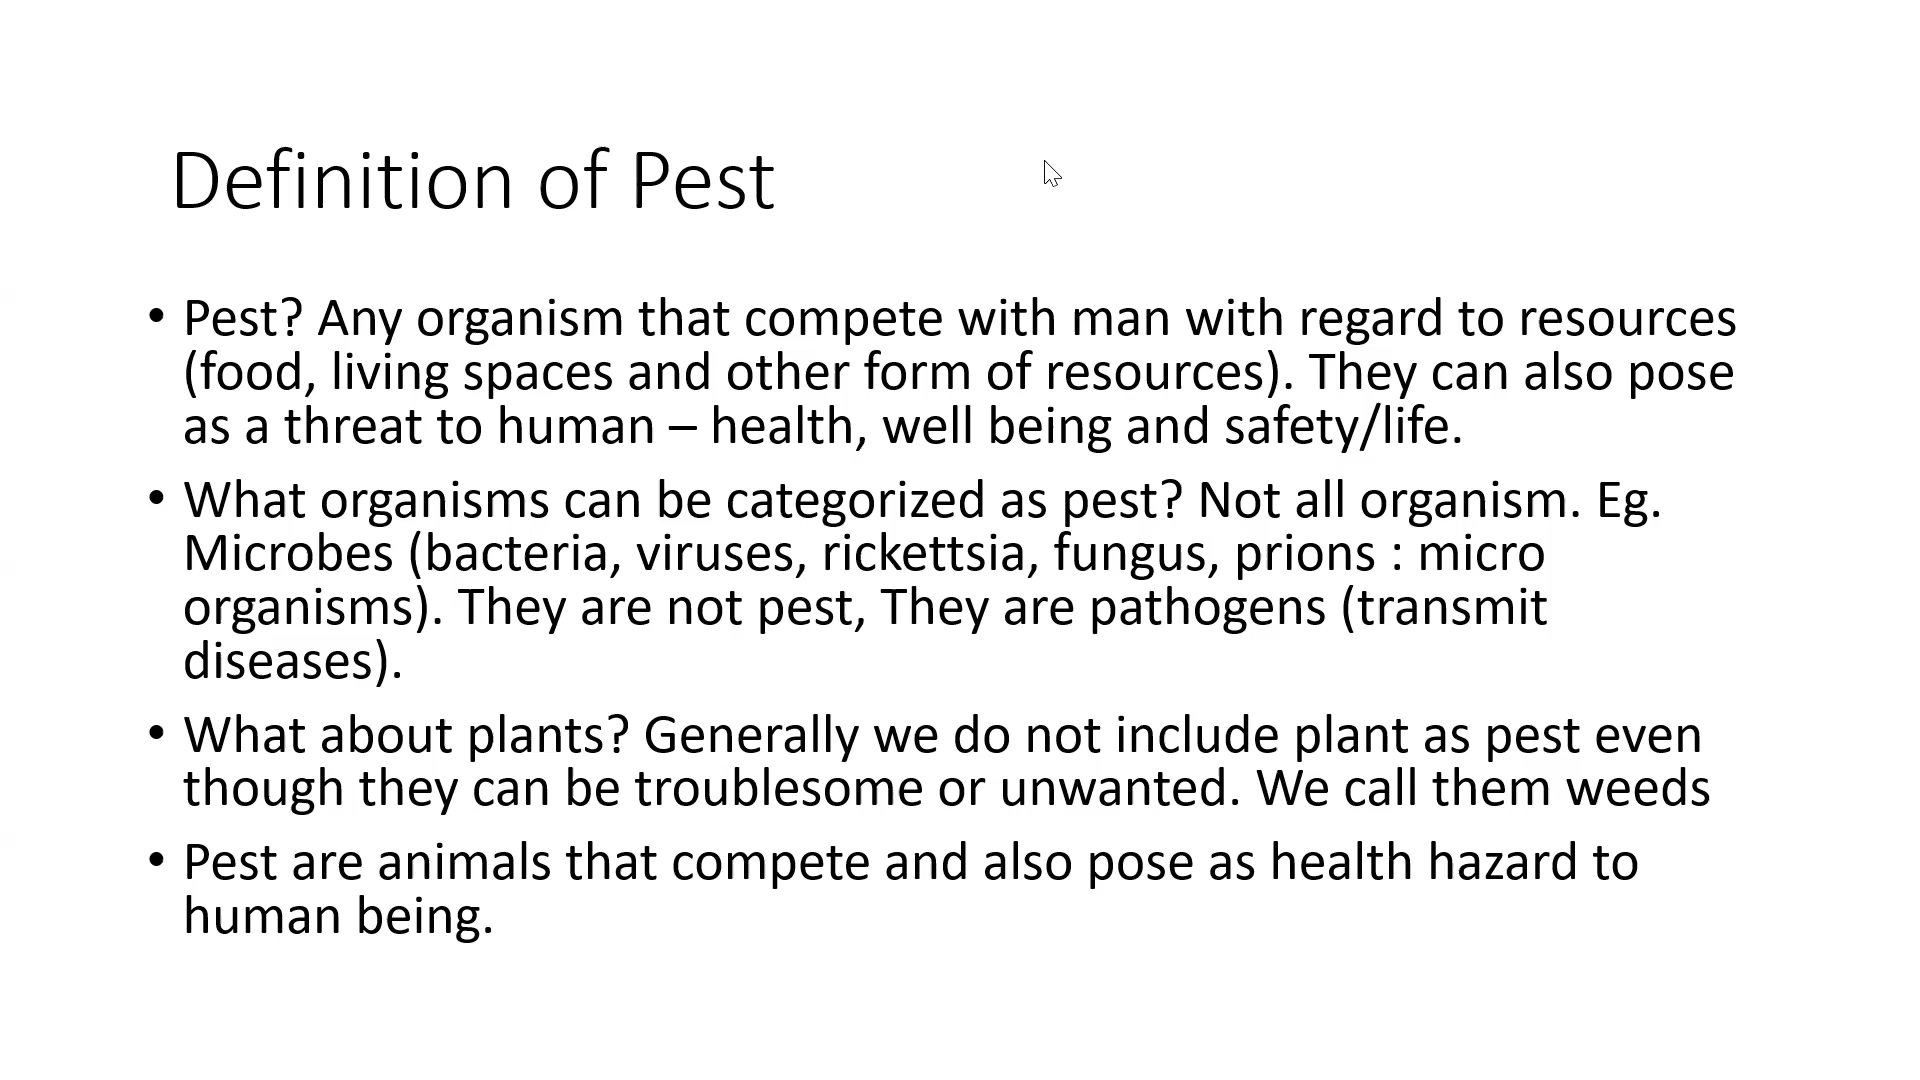 Definition of Pest
• Pest? Any organism that compete with man with regard to resources
(food, living spaces and other form of resources). They can also pose
as a threat to human – health, well being and safety/life.
• What organisms can be categorized as pest? Not all organism. Eg.
Microbes (bacteria, viruses, rickettsia, fungus, prions : micro
organisms). They are not pest, They are pathogens (transmit
diseases).
• What about plants? Generally we do not include plant as pest even
though they can be troublesome or unwanted. We call them weeds
• Pest are animals that compete and also pose as health hazard to
human being.